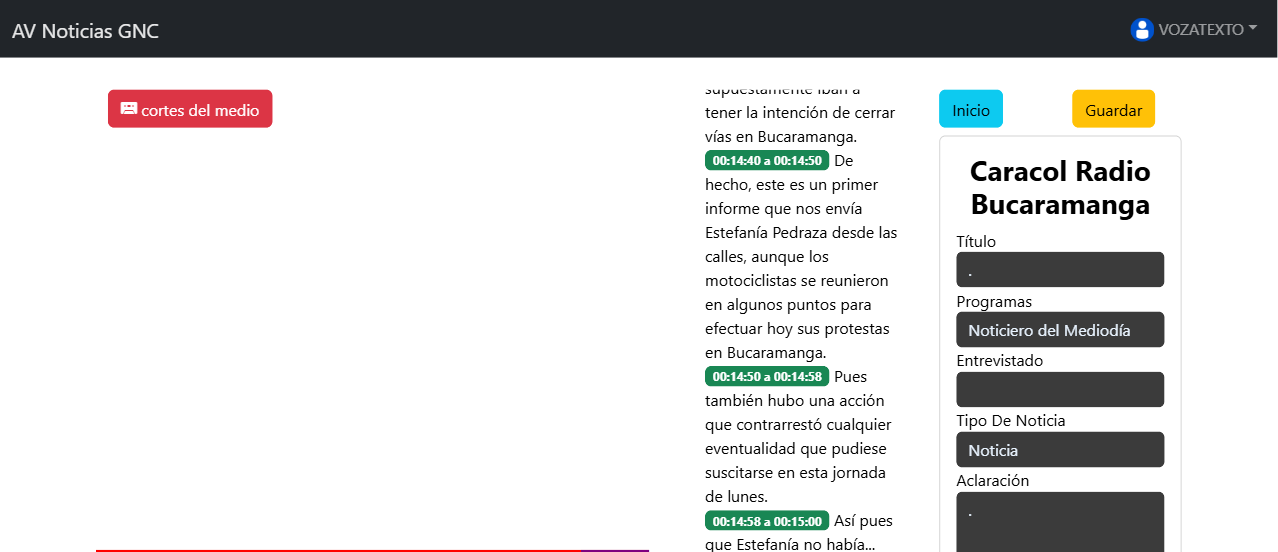 AV Noticias GNC
VOZATEXTO
cortes del medio
supuestamente iban a
tener la intención de cerrar
vías en Bucaramanga.
00:14:40 a 00:14:50 De
hecho, este es un primer
informe que nos envía
Estefanía Pedraza desde las
calles, aunque los
motociclistas se reunieron
en algunos puntos para
efectuar hoy sus protestas
en Bucaramanga.
00:14:50 a 00:14:58 Pues
también hubo una acción
que contrarrestó cualquier
eventualidad que pudiese
suscitarse en esta jornada
de lunes.
00:14:58 a 00:15:00 Así pues
que Estefanía no había...
Inicio
Guardar
Caracol Radio
Bucaramanga
Título
.
Programas
Noticiero del Mediodía
Entrevistado
Tipo De Noticia
Noticia
Aclaración
.